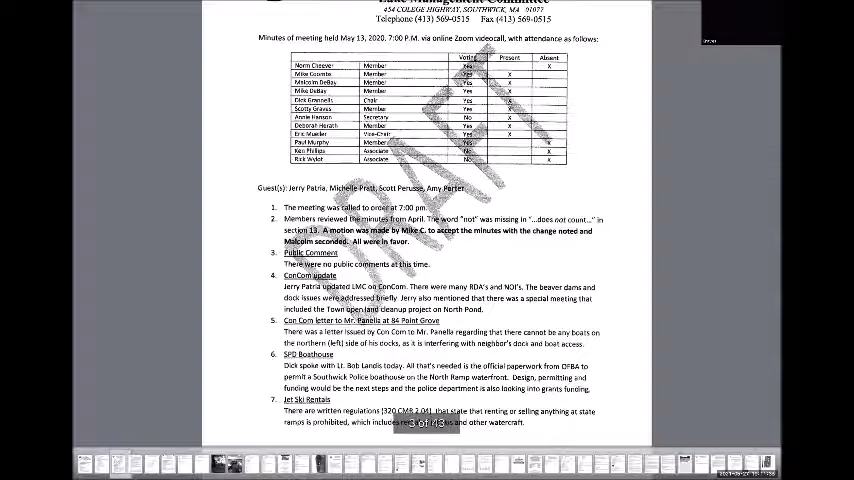 Lake Management Committee
454 COLEGE HIGHWAY, SOUTHWICK, MA 01077
Telephone (413) 569-0515 Fax (413) 569-0515
Minutes of meeting held May 13, 2020, 7:00 P.M. via online Zoom videocall, with attendance as follows:
Voting Present Absent
Norm Cheever Member Yes X
Mike Coombs Member Yes X
Malcolm DeBay Member Yes X
Mike DeBay Member Yes X
Dick Grannells Chair Yes X
Scotty Graves Member Yes X
Annie Hanson Secretary No X
Deborah Herath Member Yes X
Eric Mueller Vice-Chair Yes X
Paul Murphy Member Yes X
Ken Phillips Associate No X
Rick Wylot Associate No X
DRAFT
Guest(s): Jerry Patria, Michelle Pratt, Scott Perusse, Amy Porter
1. The meeting was called to order at 7:00 pm.
2. Members reviewed the minutes from April. The word "not" was missing in "...does not count..." in
section 13. A motion was made by Mike C. to accept the minutes with the change noted and
Malcolm seconded. All were in favor.
3. Public Comment
There were no public comments at this time.
4. ConCom update
Jerry Patria updated LMC on ConCom. There were many RDA's and NOI's. The beaver dams and
dock issues were addressed briefly. Jerry also mentioned that there was a special meeting that
included the Town open land cleanup project on North Pond.
5. Con Com letter to Mr. Panella at 84 Point Grove
There was a letter issued by Con Com to Mr. Panella regarding that there cannot be any boats on
the northern (left) side of his docks, as it is interfering with neighbor's dock and boat access.
6. SPD Boathouse
Dick spoke with Lt. Bob Landis today. All that's needed is the official paperwork from OFBA to
permit a Southwick Police boathouse on the North Ramp waterfront. Design, permitting and
funding would be the next steps and the police department is also looking into grants funding.
7. Jet Ski Rentals
There are written regulations (320 CMR 2.04), that state that renting or selling anything at state
ramps is prohibited, which includes and other watercraft.
3 of 43